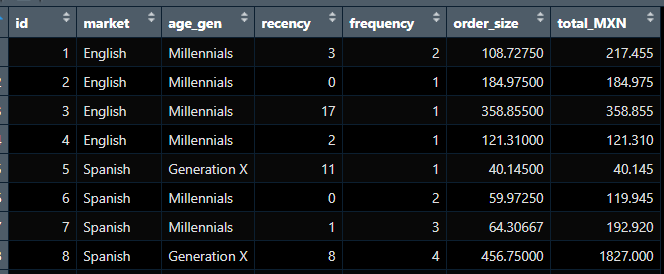 id market age_gen recency frequency order_size total_MXN
1 English Millennials 3 2 108.72750 217.455
2 English Millennials 0 1 184.97500 184.975
3 English Millennials 17 1 358.85500 358.855
4 English Millennials 2 1 121.31000 121.310
5 Spanish Generation X 11 1 40.14500 40.145
6 Spanish Millennials 0 2 59.97250 119.945
7 Spanish Millennials 1 3 64.30667 192.920
8 Spanish Generation X 8 4 456.75000 1827.000